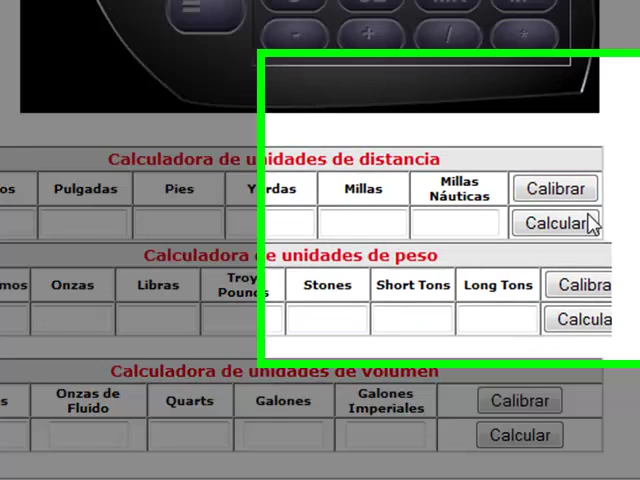 = - + / *
Calculadora de unidades de distancia
os Pulgadas Pies Yardas Millas Millas Náuticas Calibrar
Calcular
Calculadora de unidades de peso
mos Onzas Libras Troy Pounds Stones Short Tons Long Tons Calibra
Calcula
Calculadora de unidades de volumen
s Onzas de Fluido Quarts Galones Galones Imperiales Calibrar
Calcular